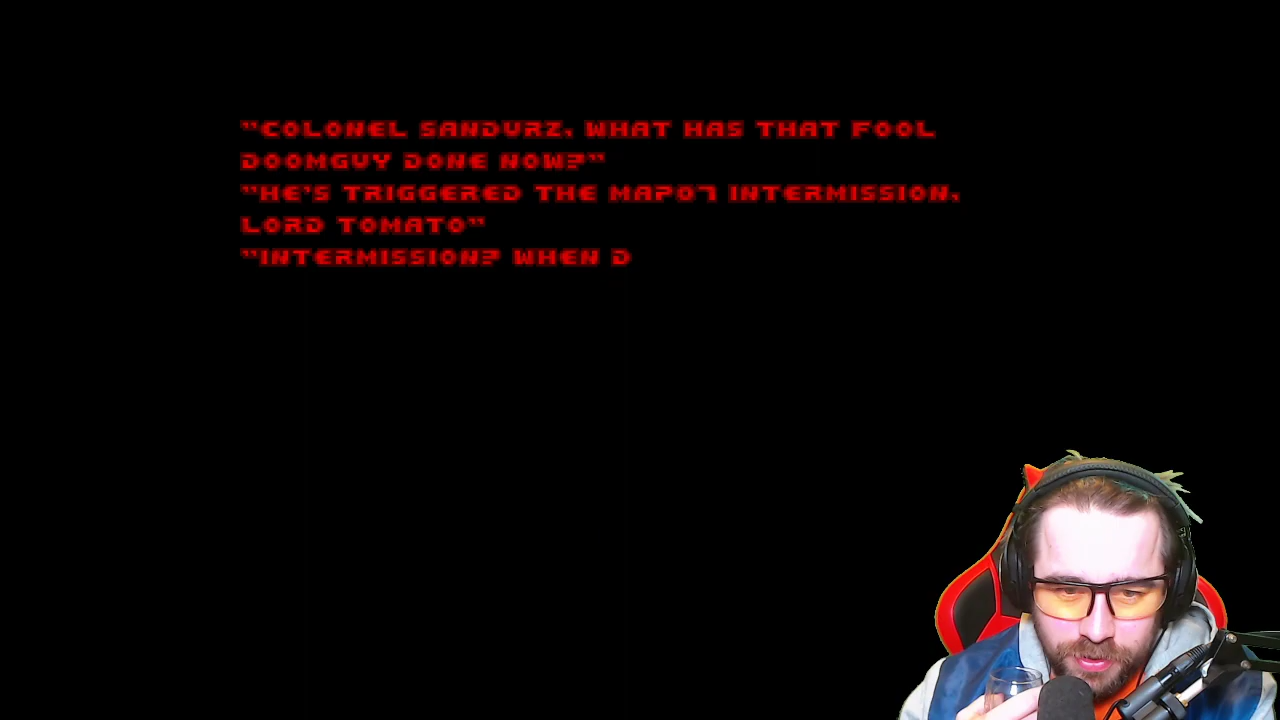 "COLONEL SANDURZ, WHAT HAS THAT FOOL
DOOMGUY DONE NOW?"
"HE'S TRIGGERED THE MAP07 INTERMISSION,
LORD TOMATO"
"INTERMISSION? WHEN D